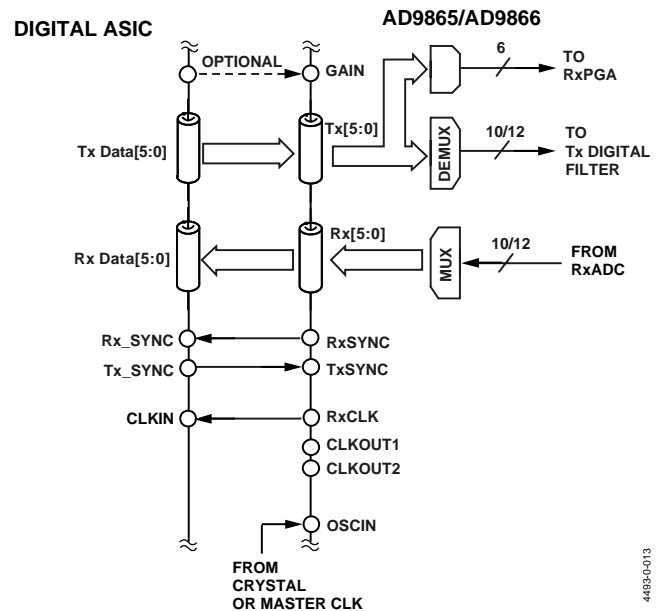 DIGITAL ASIC
AD9865/AD9866
OPTIONAL
GAIN
6
TO
RxPGA
Tx Data[5:0]
Tx[5:0]
DEMUX
10/12
TO
Tx DIGITAL
FILTER
Rx Data[5:0]
Rx[5:0]
MUX
10/12
FROM
RxADC
Rx_SYNC
RxSYNC
Tx_SYNC
TxSYNC
CLKIN
RxCLK
CLKOUT1
CLKOUT2
OSCIN
FROM
CRYSTAL
OR MASTER CLK
4493-0-013